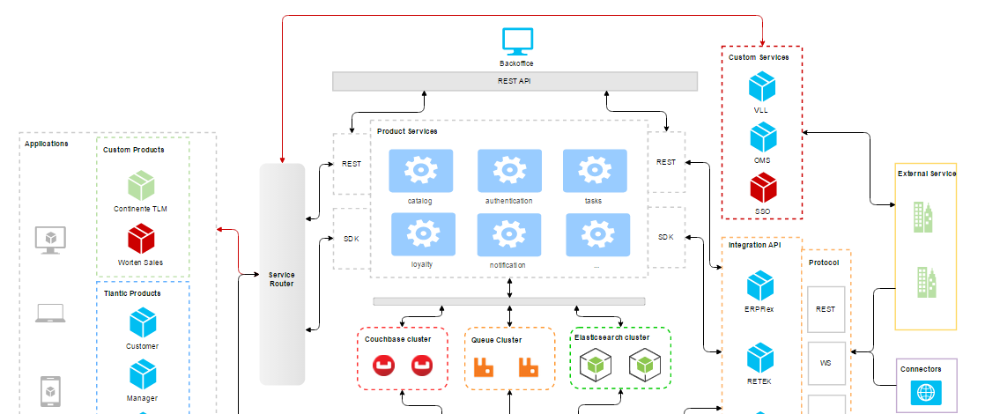 Backoffice
REST API
Custom Services
VLL
OMS
SSO
Applications
Custom Products
Continente TLM
Worten Sales
Tlantic Products
Customer
Manager
Service
Router
REST
SDK
Product Services
catalog
authentication
tasks
loyalty
notification
...
REST
SDK
Couchbase cluster
Queue Cluster
Elasticsearch cluster
Integration API
ERPFlex
RETEK
Protocol
REST
WS
External Service
Connectors